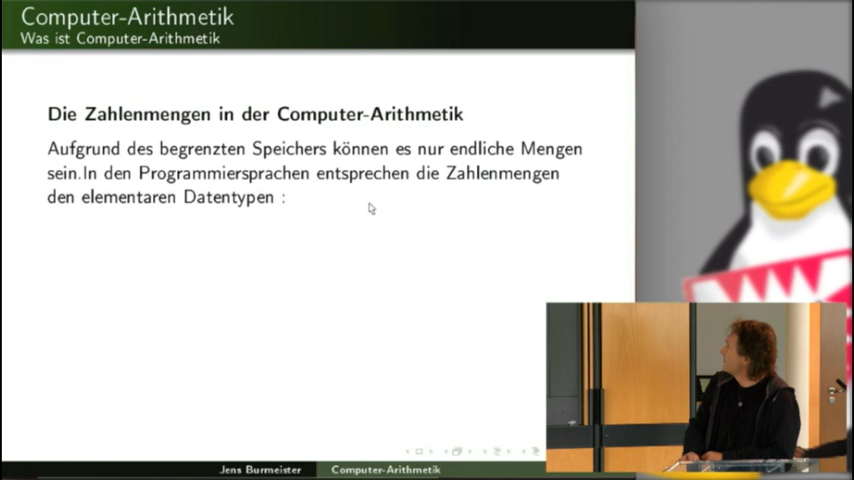 Computer-Arithmetik
Was ist Computer-Arithmetik
Die Zahlenmengen in der Computer-Arithmetik
Aufgrund des begrenzten Speichers können es nur endliche Mengen
sein.In den Programmiersprachen entsprechen die Zahlenmengen
den elementaren Datentypen :
Jens Burmeister
Computer-Arithmetik